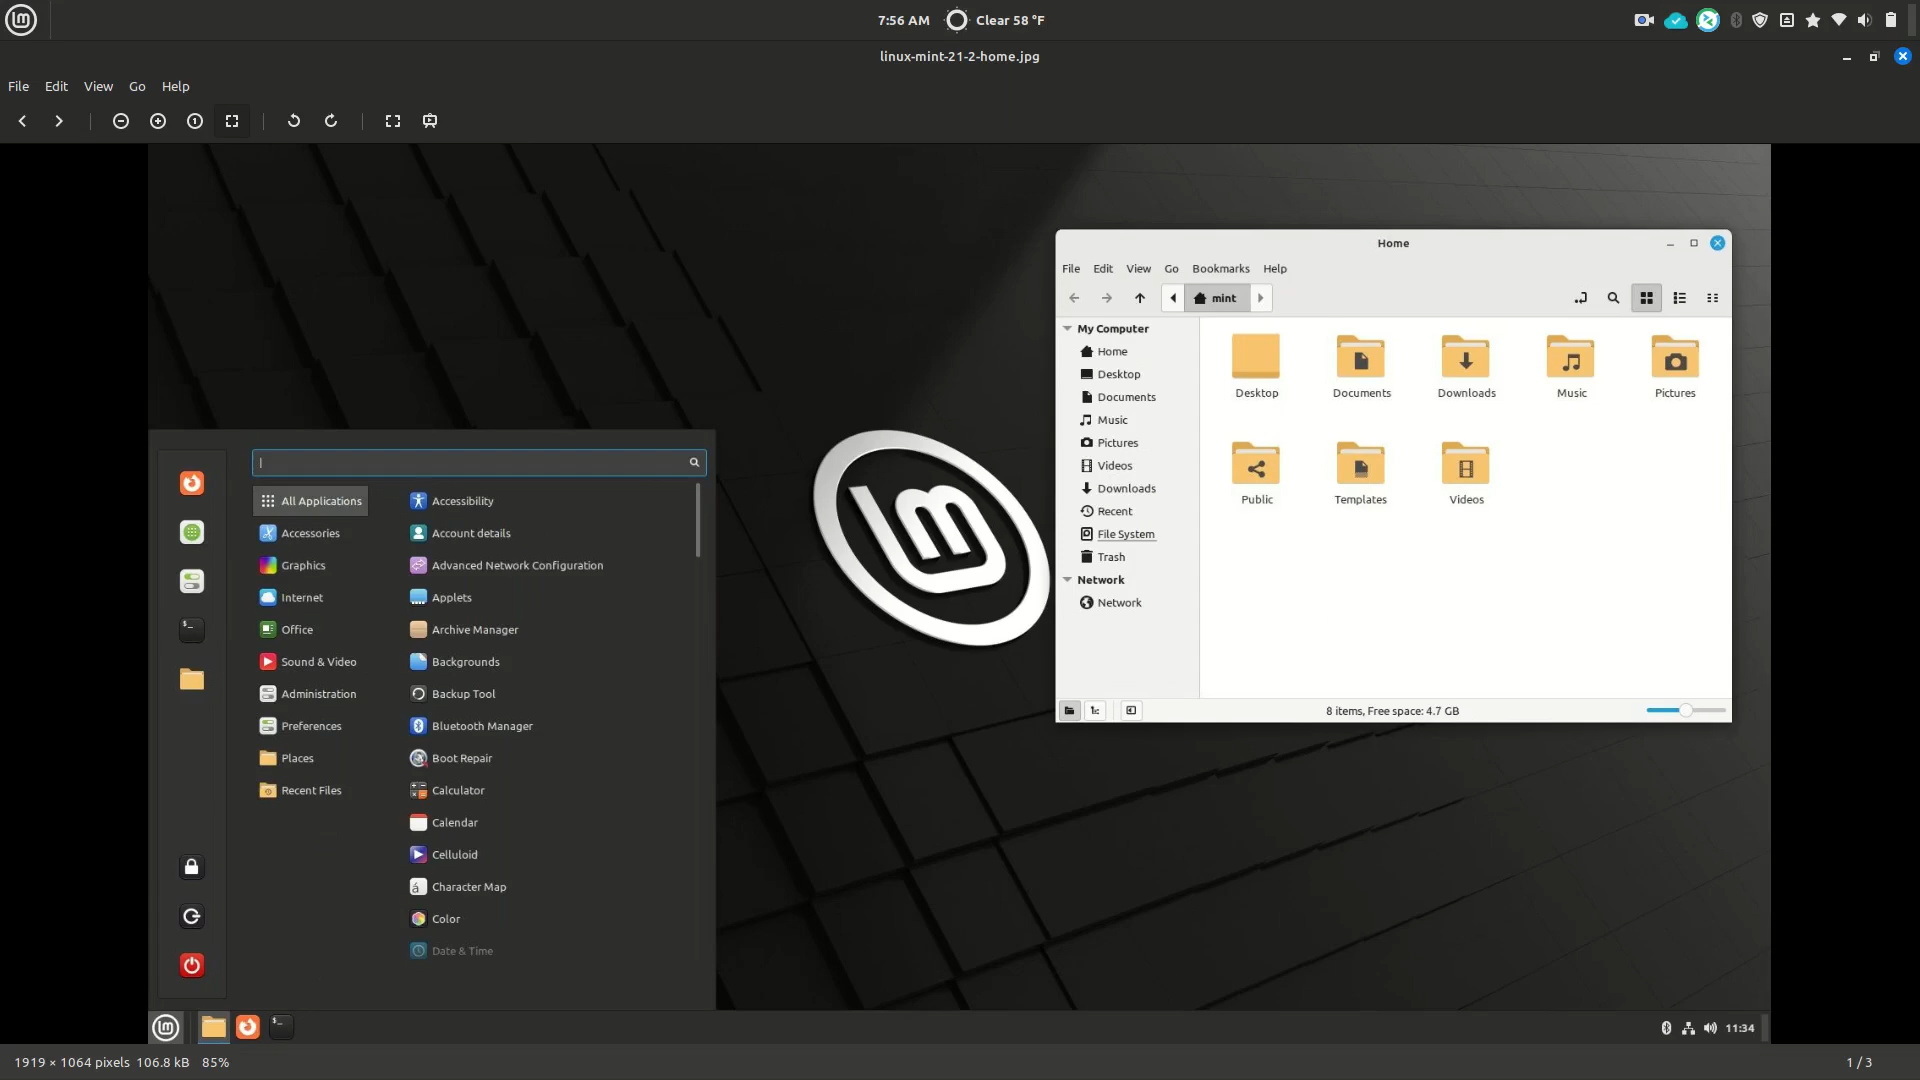 7:56 AM Clear 58 °F
linux-mint-21-2-home.jpg
File Edit View Go Help
Home
File Edit View Go Bookmarks Help
mint
My Computer
Home
Desktop
Documents
Music
Pictures
Videos
Downloads
Recent
File System
Trash
Network
Network
Desktop Documents Downloads Music Pictures
Public Templates Videos
8 items, Free space: 4.7 GB
All Applications
Accessories
Graphics
Internet
Office
Sound & Video
Administration
Preferences
Places
Recent Files
Accessibility
Account details
Advanced Network Configuration
Applets
Archive Manager
Backgrounds
Backup Tool
Bluetooth Manager
Boot Repair
Calculator
Calendar
Celluloid
Character Map
Color
Date & Time
11:34
1919 × 1064 pixels 106.8 kB 85%
1 / 3